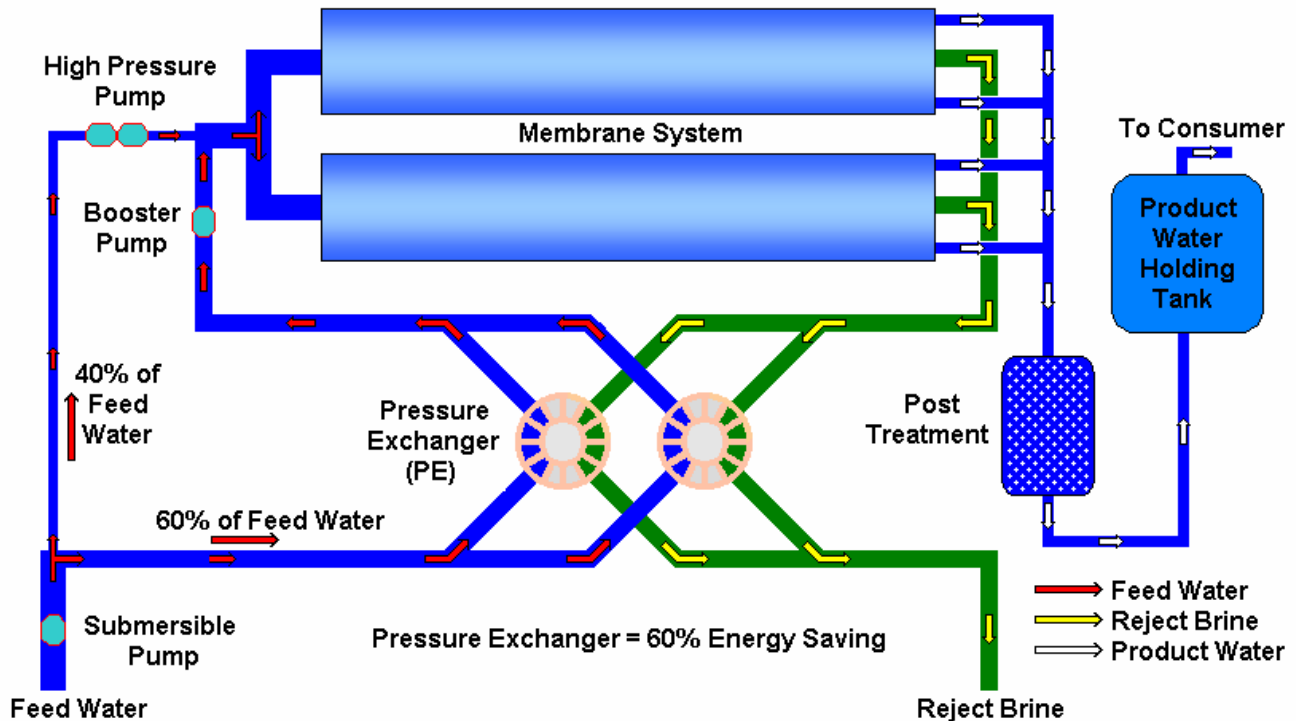 High Pressure
Pump
Membrane System
To Consumer
Booster
Pump
Product
Water
Holding
Tank
40% of
Feed
Water
Pressure
Exchanger
(PE)
Post
Treatment
60% of Feed Water
Submersible
Pump
Pressure Exchanger = 60% Energy Saving
Feed Water
Reject Brine
Product Water
Feed Water
Reject Brine